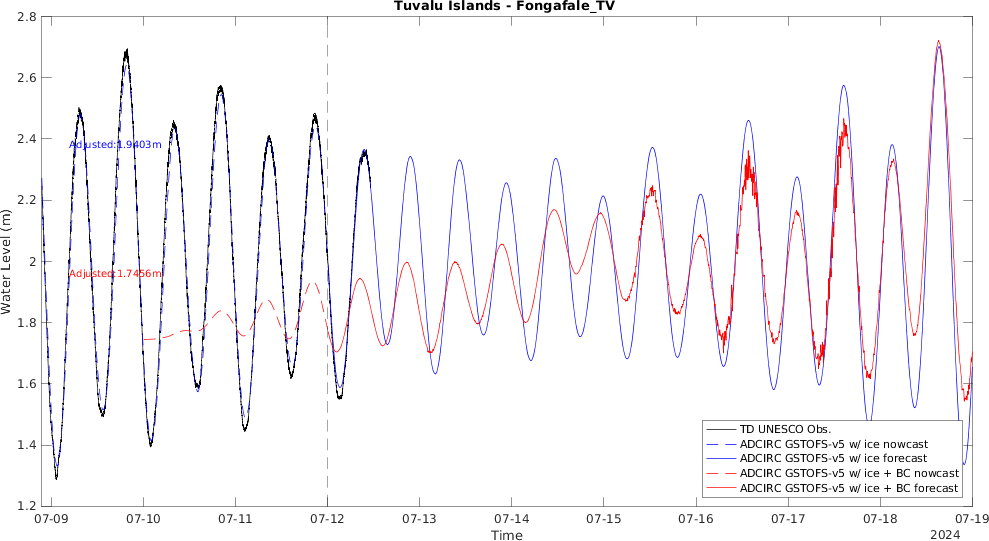 Tuvalu Islands - Fongafale_TV
Water Level (m)
2.8
2.6
2.4
2.2
2
1.8
1.6
1.4
1.2
Adjusted:1.9403m
Adjusted:1.7456m
TD UNESCO Obs.
ADCIRC GSTOFS-v5 w/ ice nowcast
ADCIRC GSTOFS-v5 w/ ice forecast
ADCIRC GSTOFS-v5 w/ ice + BC nowcast
ADCIRC GSTOFS-v5 w/ ice + BC forecast
07-09 07-10 07-11 07-12 07-13 07-14 07-15 07-16 07-17 07-18 07-19
Time
2024